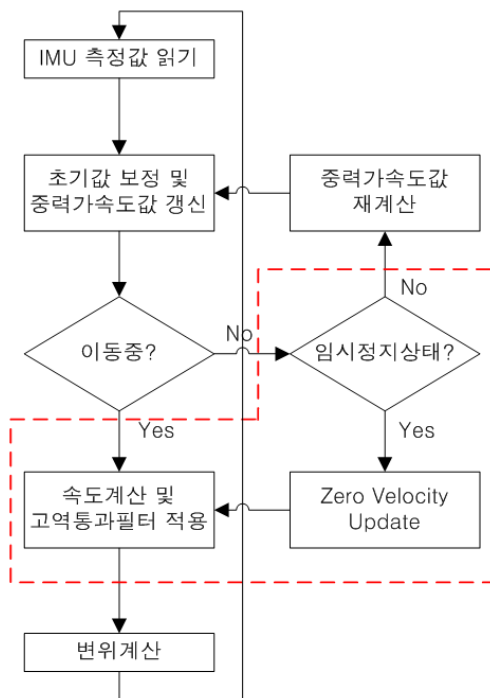 IMU 측정값 읽기
초기값 보정 및
중력가속도값 갱신
중력가속도값
재계산
No
이동중?
No
임시정지상태?
Yes
Yes
속도계산 및
고역통과필터 적용
Zero Velocity
Update
변위계산